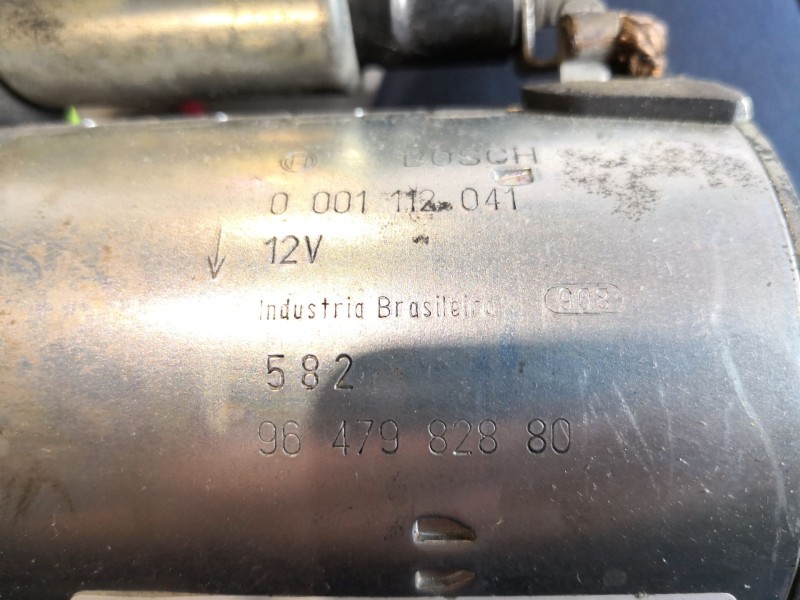 BOSCH
0 001 112 041
12V
Industria Brasileira 908
582
96 479 828 80